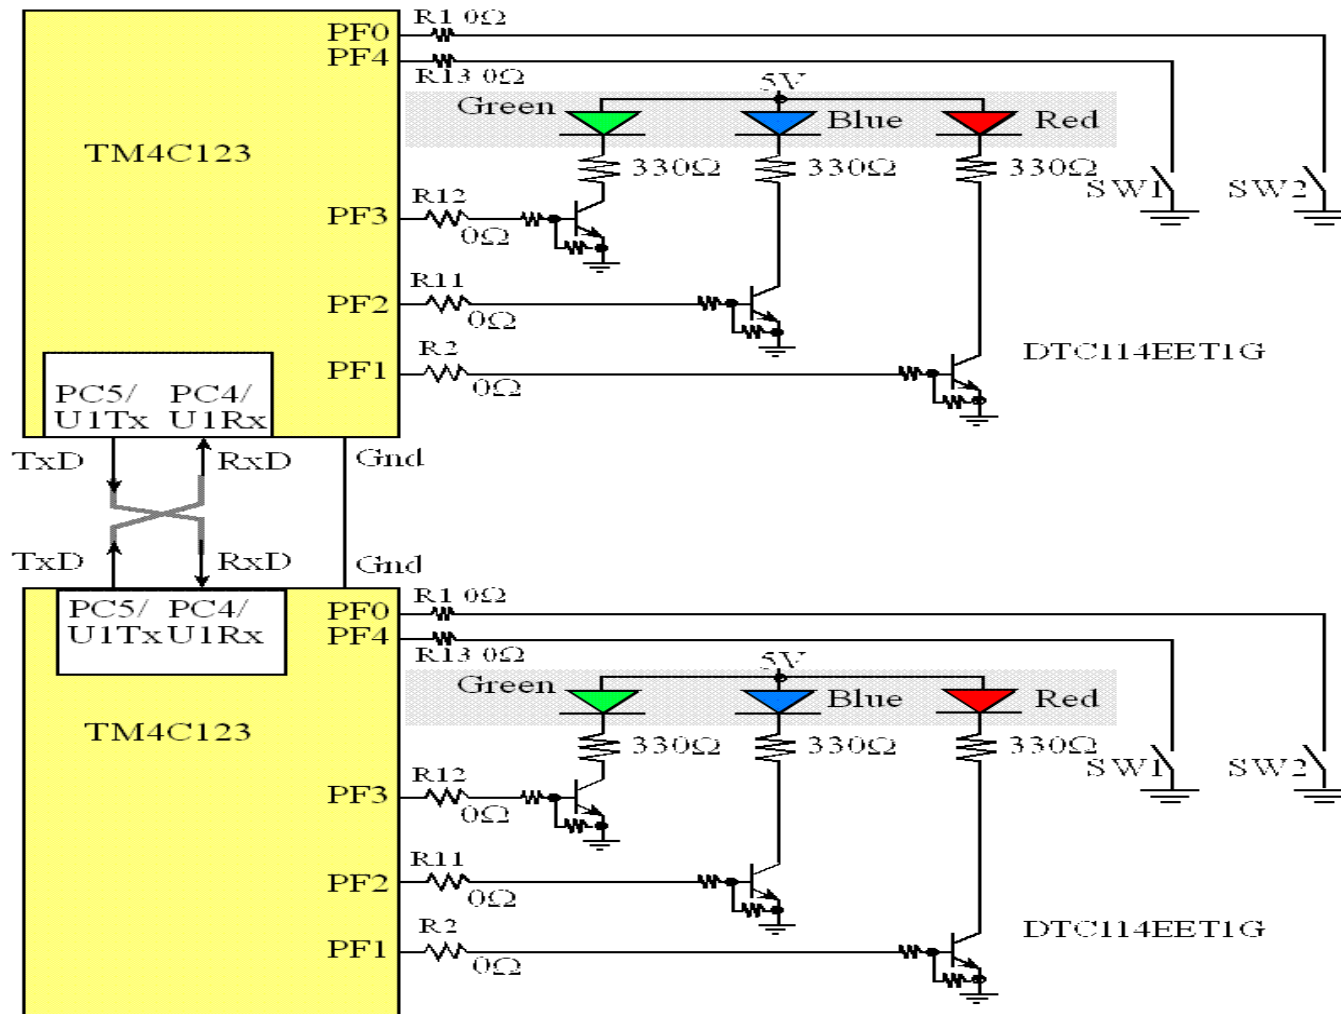 R1 0Ω
PF0
PF4
R13 0Ω
5V
Green
Blue
Red
TM4C123
330Ω
330Ω
330Ω
SW1
SW2
R12
PF3
0Ω
R11
PF2
0Ω
R2
PF1
0Ω
DTC114EET1G
PC5/ PC4/
U1Tx U1Rx
TxD
RxD
Gnd
TxD
RxD
Gnd
PC5/ PC4/
U1Tx U1Rx
R1 0Ω
PF0
PF4
R13 0Ω
5V
Green
Blue
Red
TM4C123
330Ω
330Ω
330Ω
SW1
SW2
R12
PF3
0Ω
R11
PF2
0Ω
R2
PF1
0Ω
DTC114EET1G